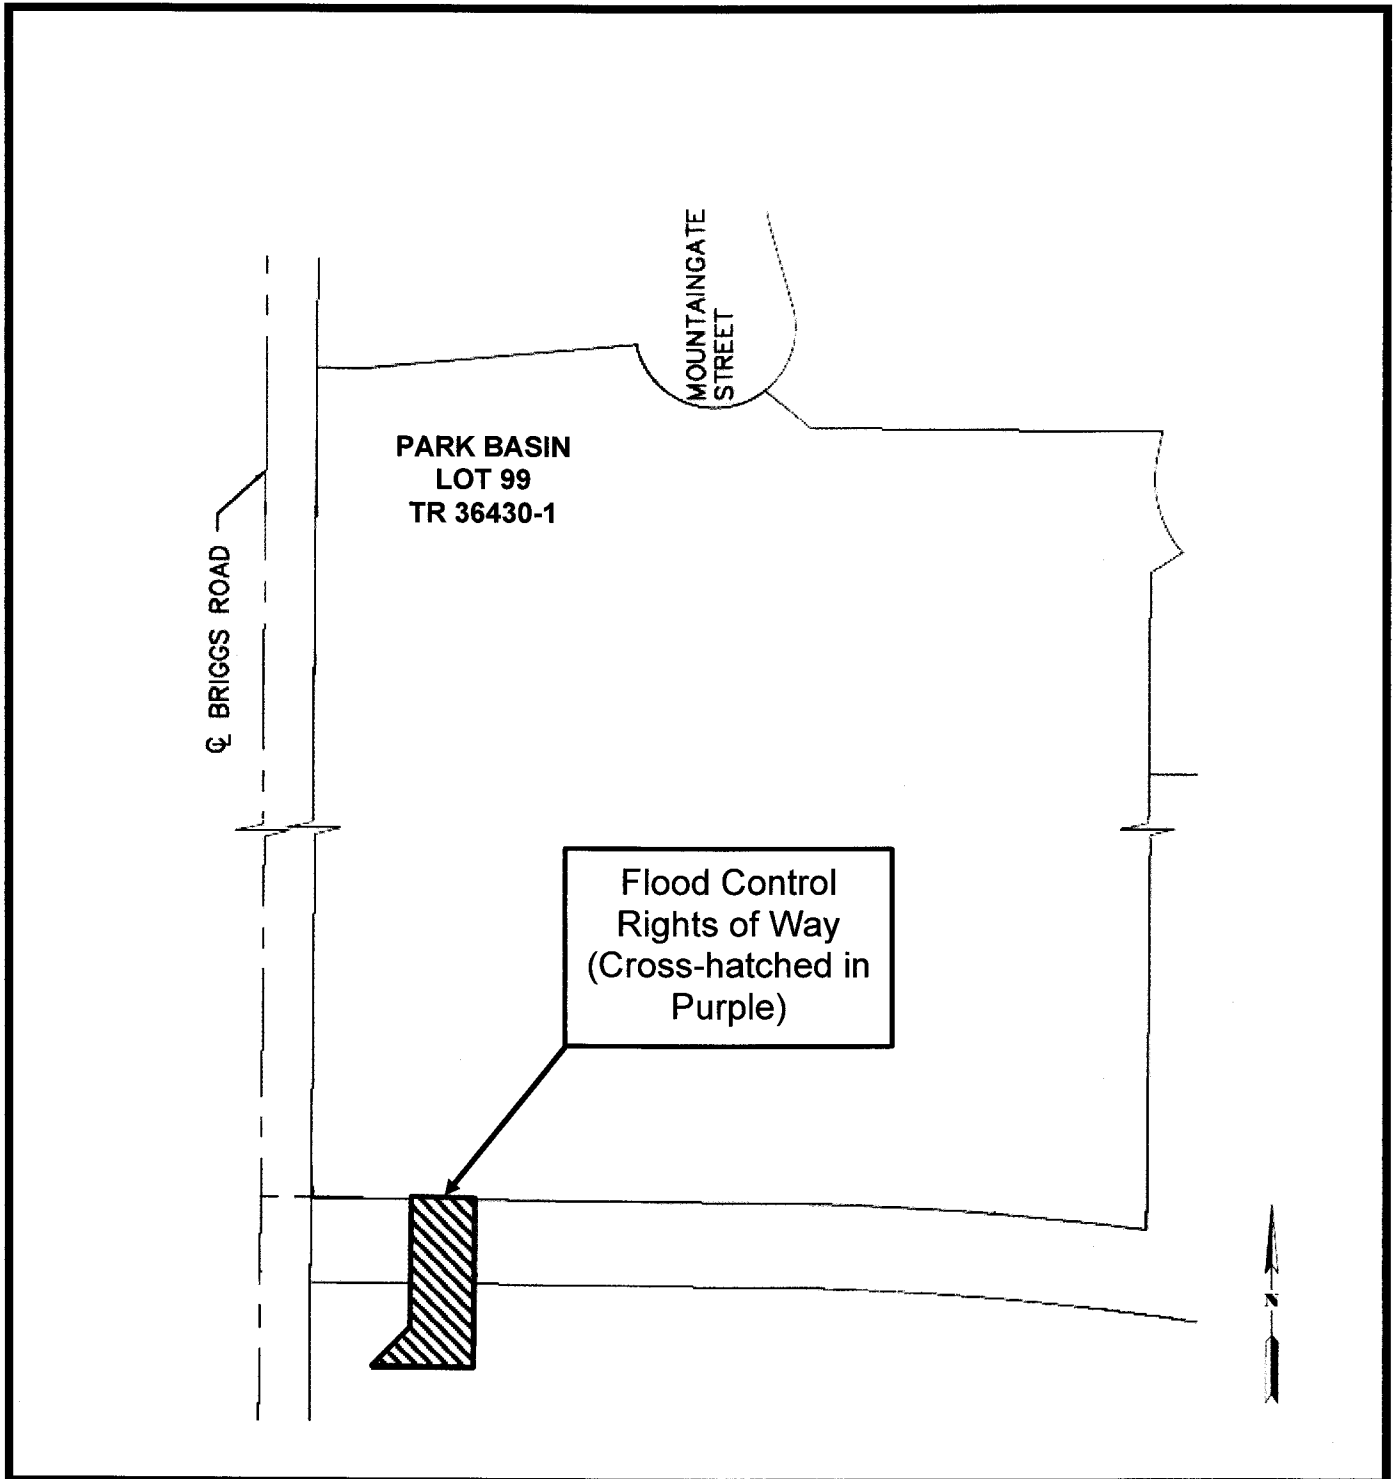 MOUNTAINGATE
STREET
PARK BASIN
LOT 99
TR 36430-1
℄ BRIGGS ROAD
Flood Control
Rights of Way
(Cross-hatched in
Purple)
N